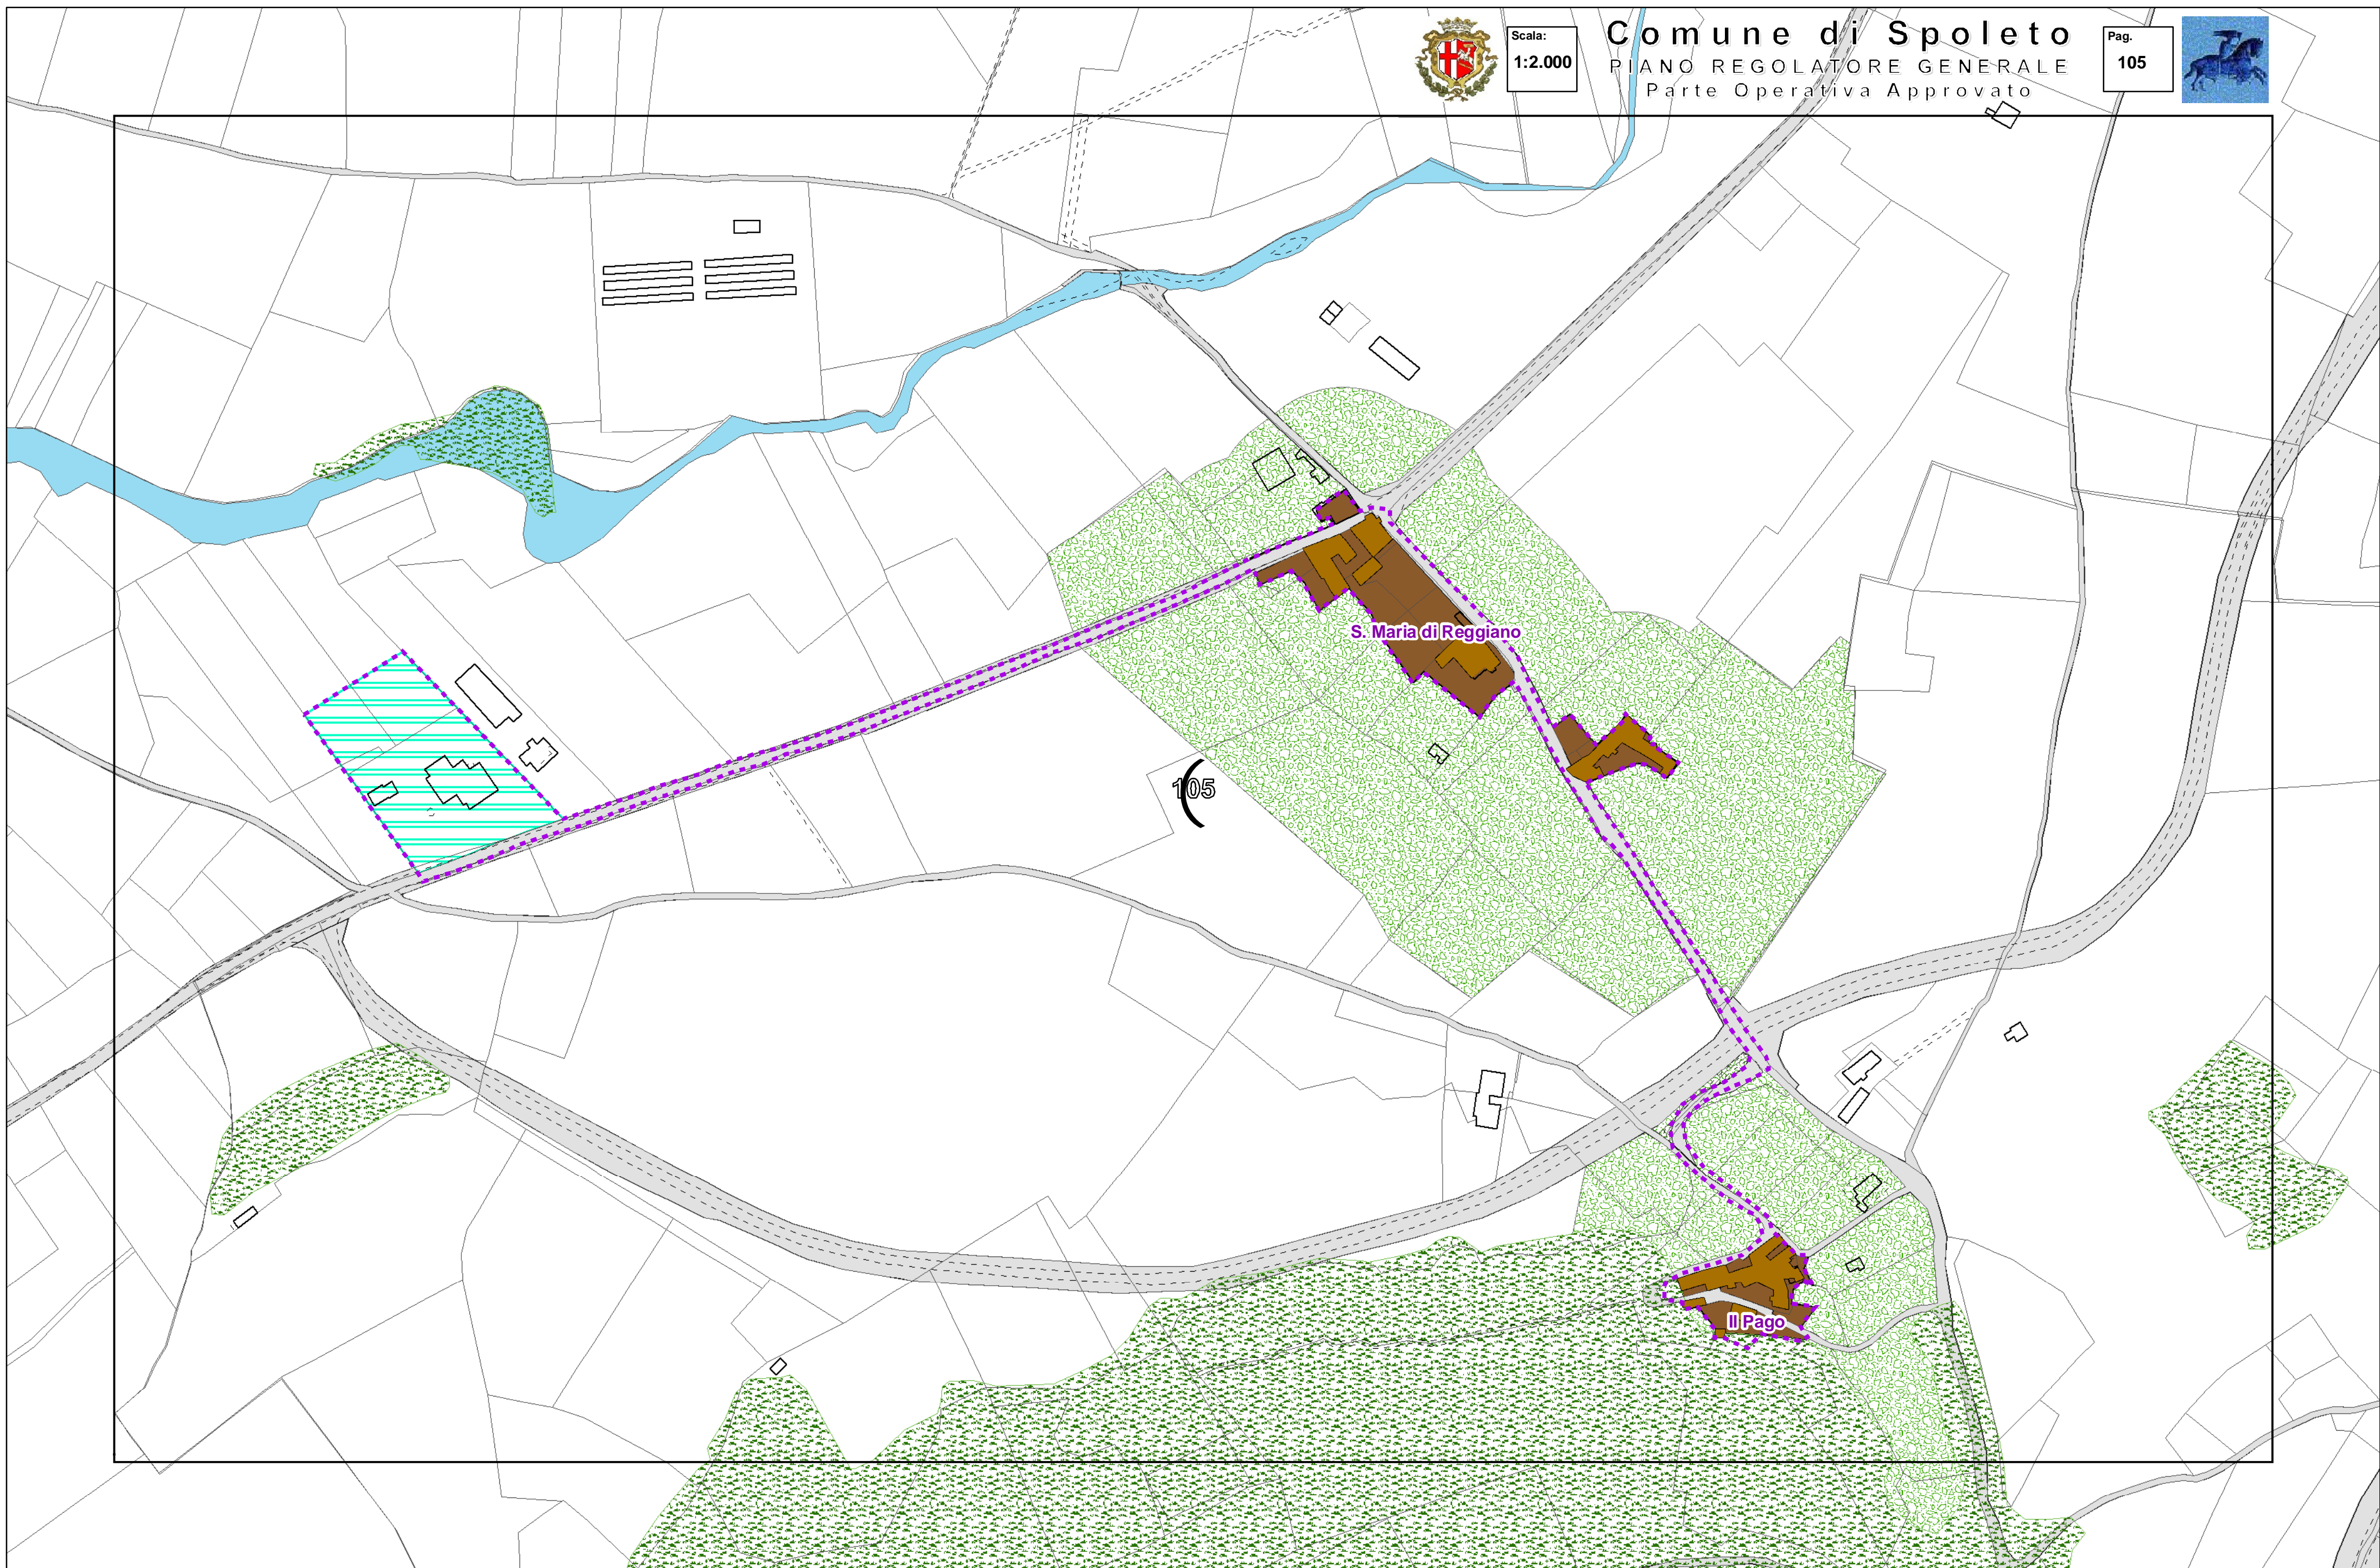 Scala:
1:2.000
Comune di Spoleto
PIANO REGOLATORE GENERALE
Parte Operativa Approvato
Pag.
105
S. Maria di Reggiano
105
Il Pago